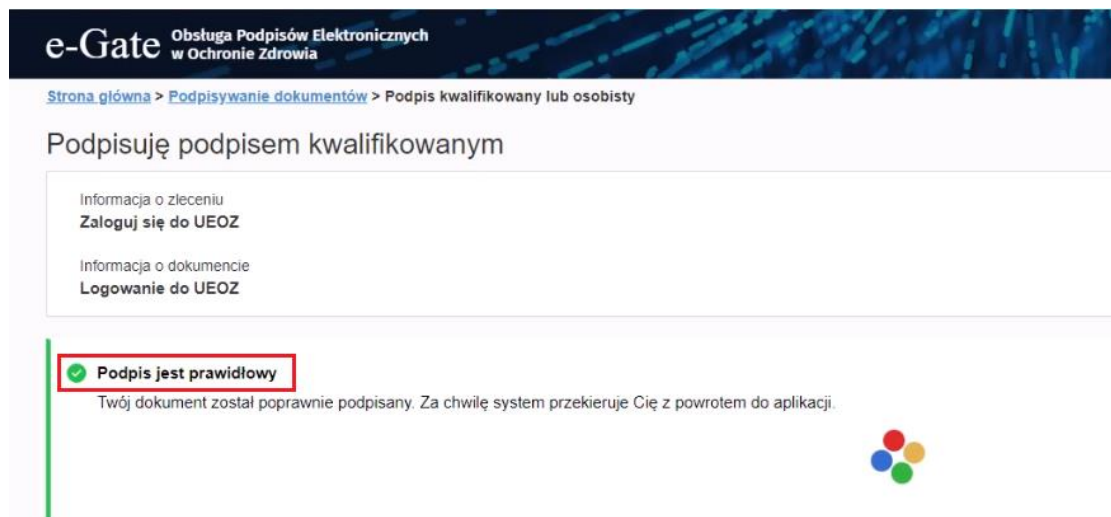 e-Gate Obsługa Podpisów Elektronicznych
w Ochronie Zdrowia
Strona główna > Podpisywanie dokumentów > Podpis kwalifikowany lub osobisty
Podpisuję podpisem kwalifikowanym
Informacja o zleceniu
Zaloguj się do UEOZ
Informacja o dokumencie
Logowanie do UEOZ
Podpis jest prawidłowy
Twój dokument został poprawnie podpisany. Za chwilę system przekieruje Cię z powrotem do aplikacji.